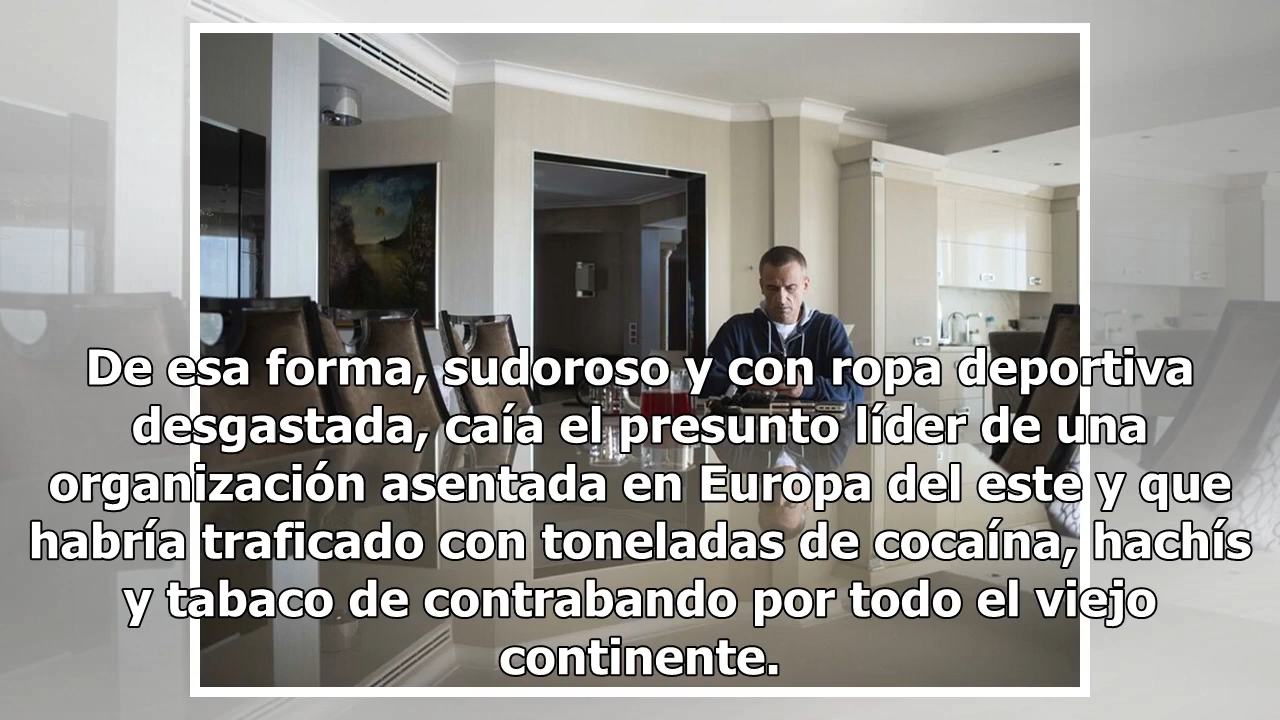 De esa forma, sudoroso y con ropa deportiva
desgastada, caía el presunto líder de una
organización asentada en Europa del este y que
habría traficado con toneladas de cocaína, hachís
y tabaco de contrabando por todo el viejo
continente.